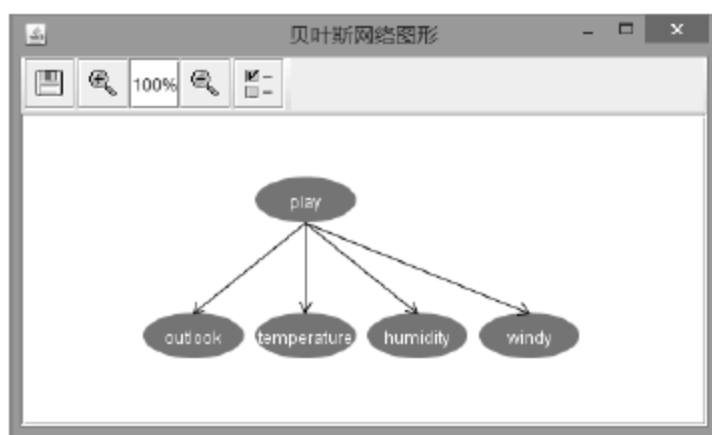 贝叶斯网络图形
100%
play
outlook
temperature
humidity
windy